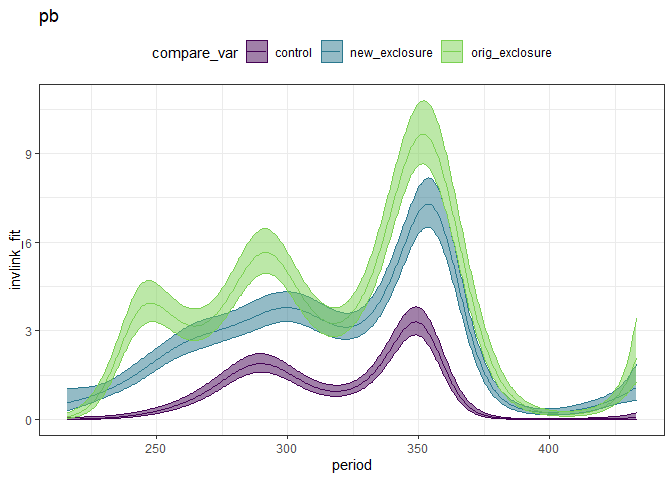 pb
compare_var control new_exclosure orig_exclosure
9
6
3
0
invlink_fit
250 300 350 400
period